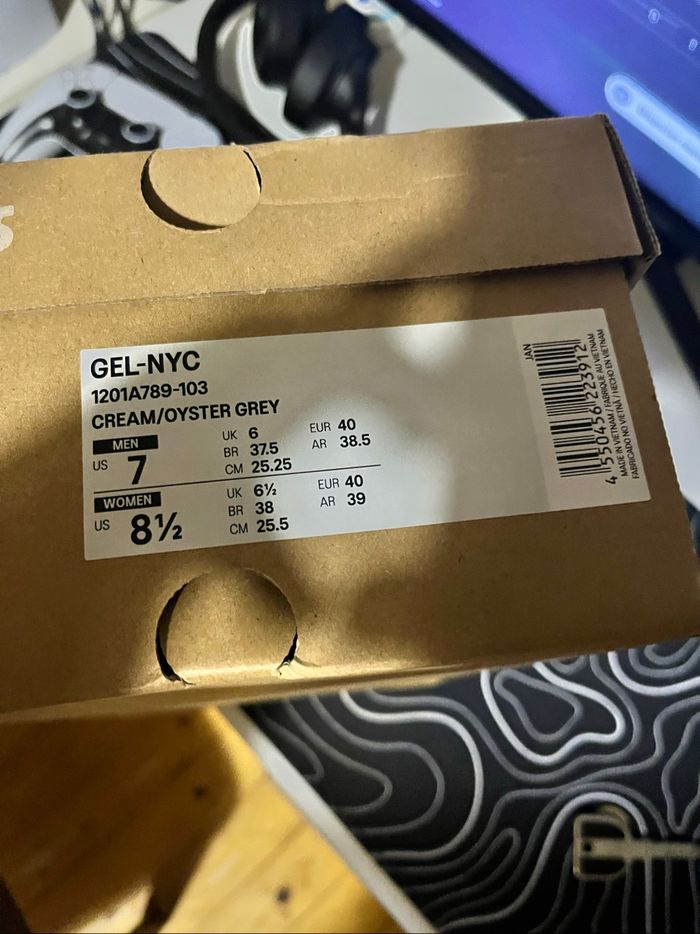 GEL-NYC
1201A789-103
CREAM/OYSTER GREY
MEN
US 7
UK 6
BR 37.5
CM 25.25
EUR 40
AR 38.5
WOMEN
US 8½
UK 6½
BR 38
CM 25.5
EUR 40
AR 39
JAN
4 550456 223912
MADE IN VIETNAM / FABRIQUE AU VIETNAM
FABRICADO NO VIETNÃ / HECHO EN VIETNAM